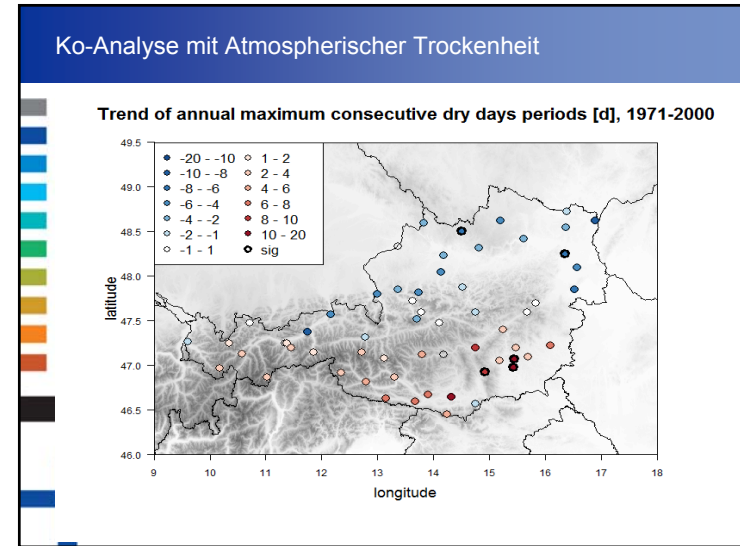 Ko-Analyse mit Atmospherischer Trockenheit
Trend of annual maximum consecutive dry days periods [d], 1971-2000
-20 - -10
-10 - -8
-8 - -6
-6 - -4
-4 - -2
-2 - -1
-1 - 1
1 - 2
2 - 4
4 - 6
6 - 8
8 - 10
10 - 20
sig
latitude
49.5
49.0
48.5
48.0
47.5
47.0
46.5
46.0
9 10 11 12 13 14 15 16 17 18
longitude